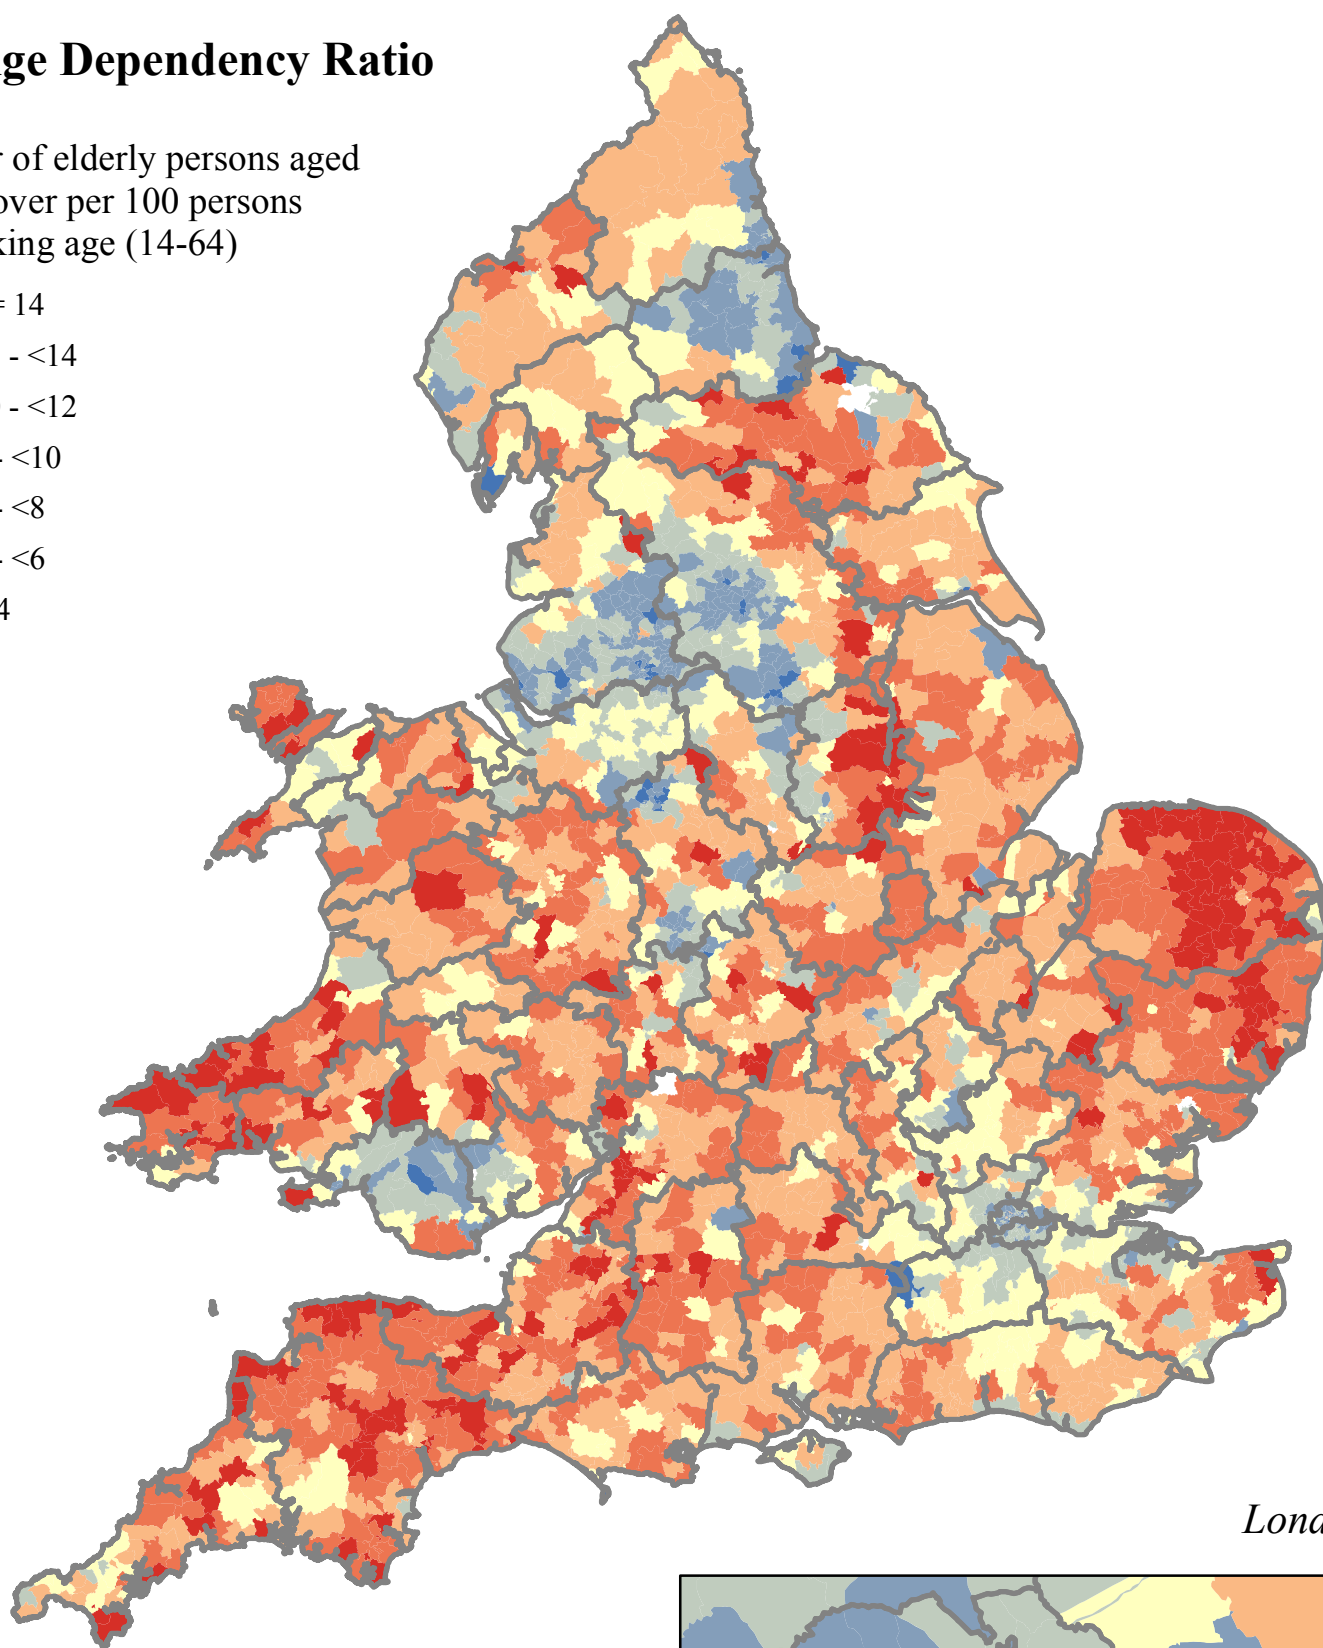 ge Dependency Ratio
r of elderly persons aged
over per 100 persons
king age (14-64)
= 14
- <14
- <12
- <10
- <8
- <6
4
Lond